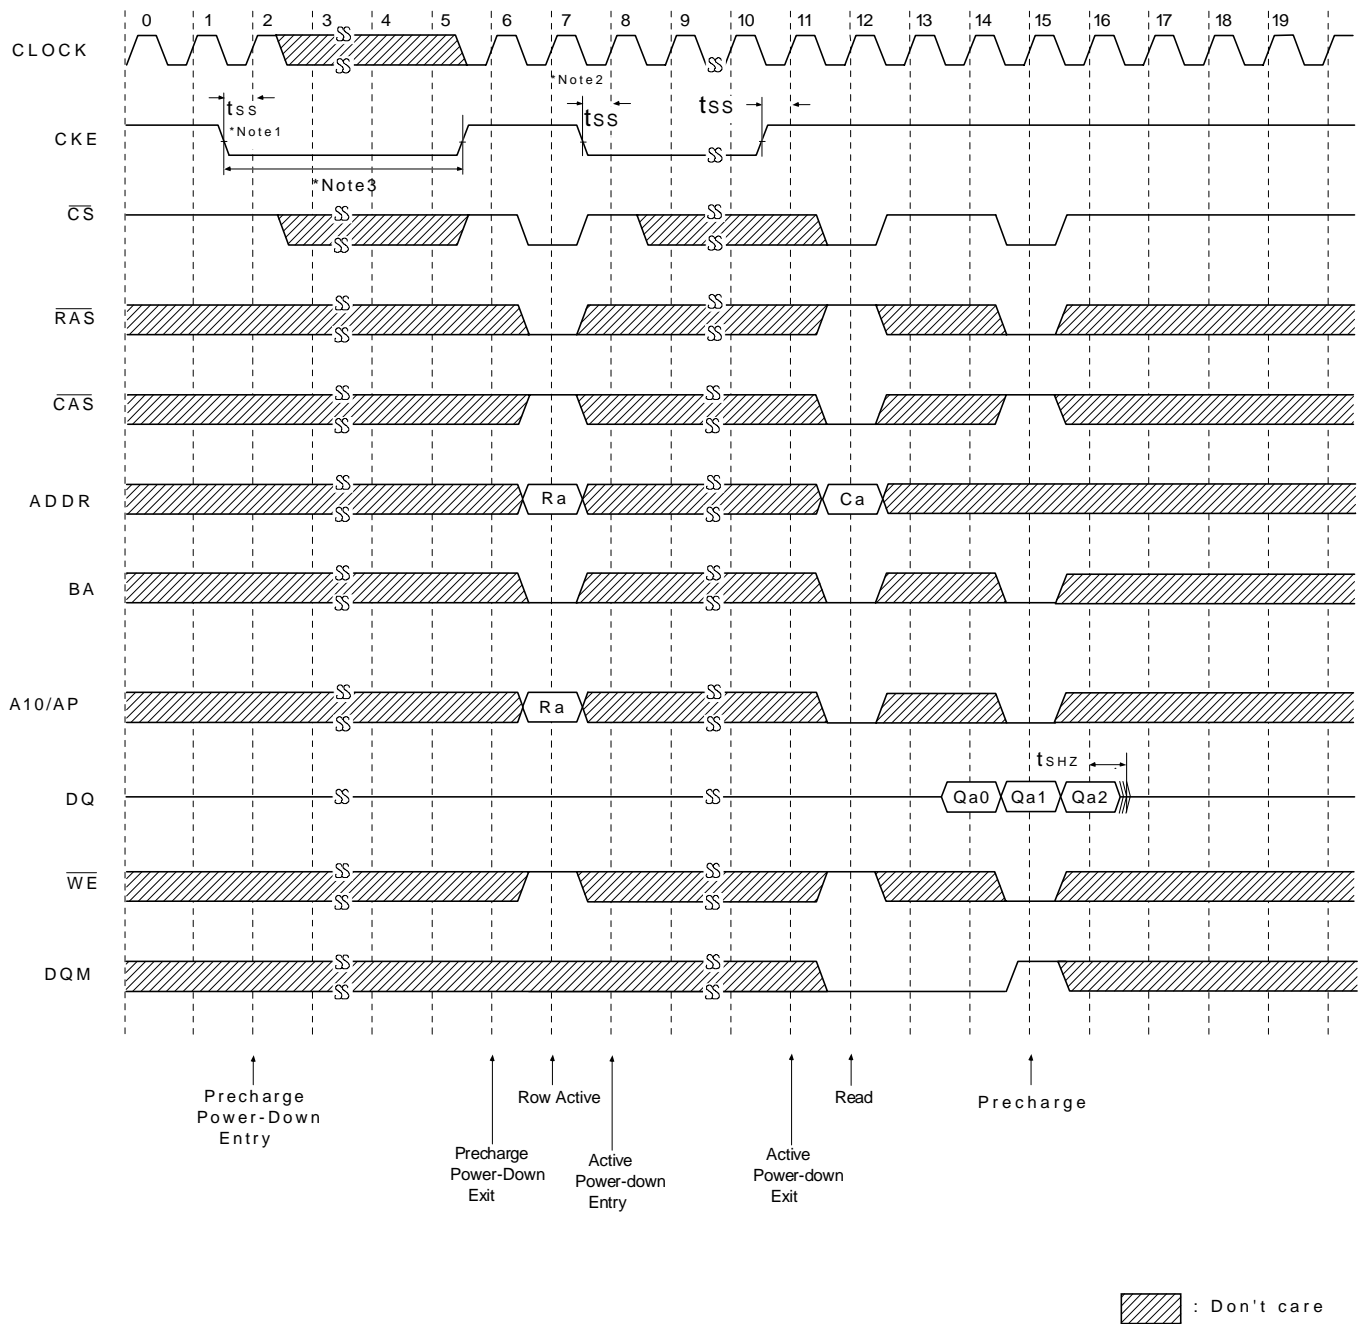 0 1 2 3 4 5 6 7 8 9 10 11 12 13 14 15 16 17 18 19
CLOCK
*Note2
tss tss tss
*Note1
CKE
*Note3
CS
RAS
CAS
ADDR Ra Ca
BA
A10/AP Ra
tSHZ
DQ Qa0 Qa1 Qa2
WE
DQM
Precharge
Power-Down
Entry
Precharge
Power-Down
Exit
Row Active
Active
Power-down
Entry
Active
Power-down
Exit
Read
Precharge
: Don't care